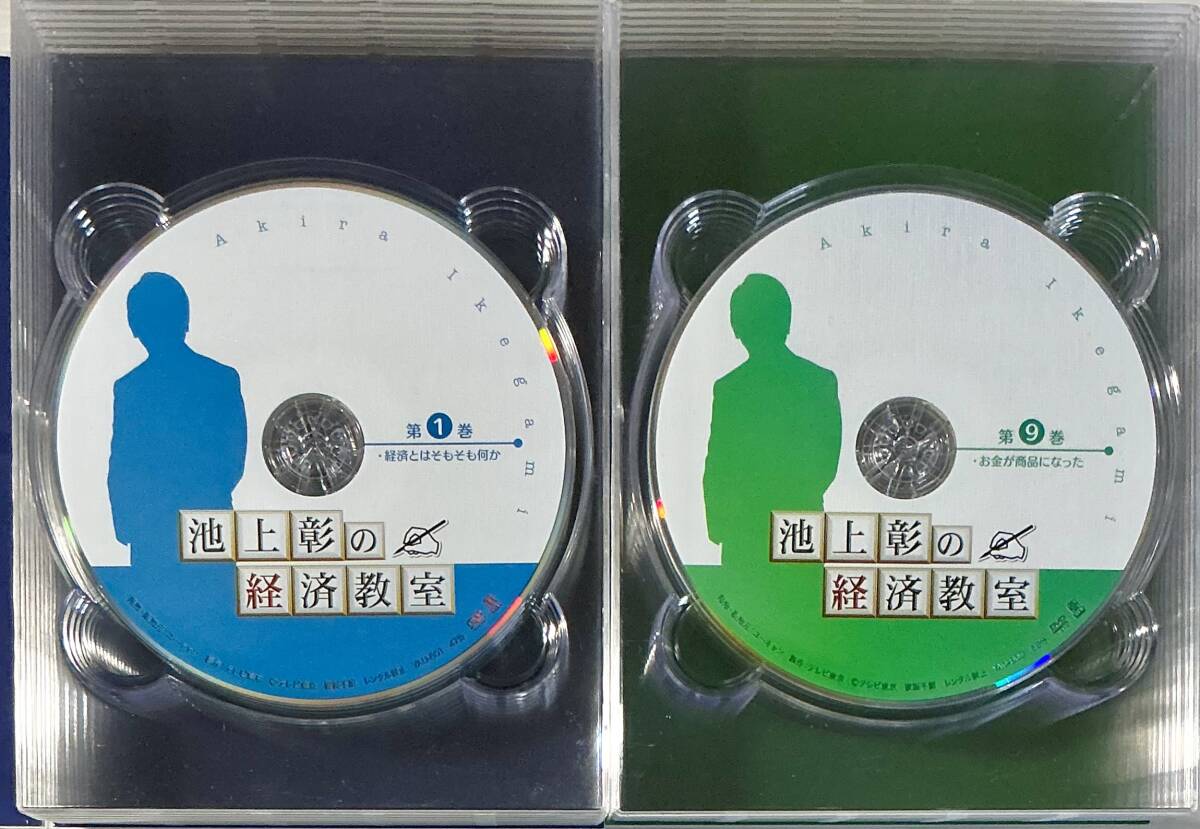 Akira Ikegami
第1巻
・経済とはそもそも何か
池上彰の
経済教室
Akira Ikegami
第9巻
・お金が商品になった
池上彰の
経済教室